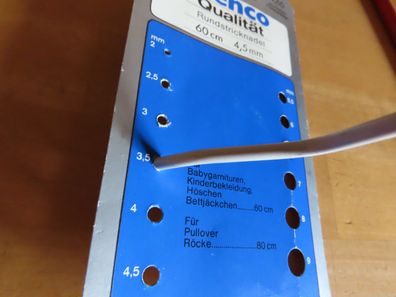 Qualität
Rundstricknadel
60 cm 4,5 mm
mm
2
2.5
3
3,5
4
4,5
7
8
9
Babygarnituren,
Kinderbekleidung,
Höschen
Bettjäckchen.......60 cm
Für
Pullover
Röcke..................80 cm